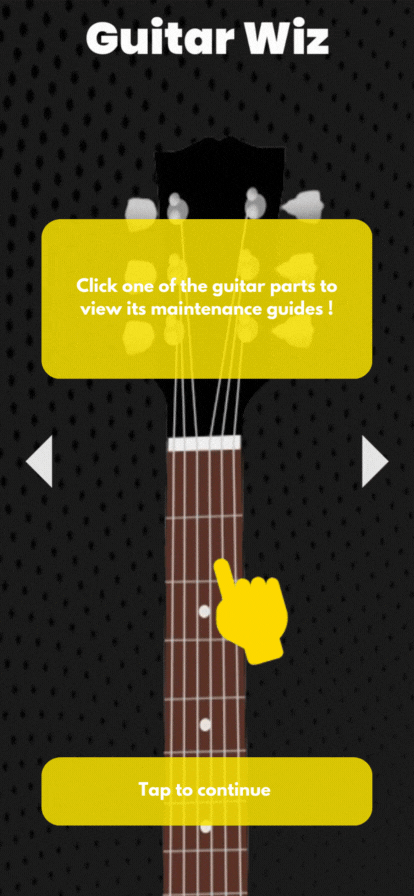 Guitar Wiz
Click one of the guitar parts to
view its maintenance guides !
Tap to continue